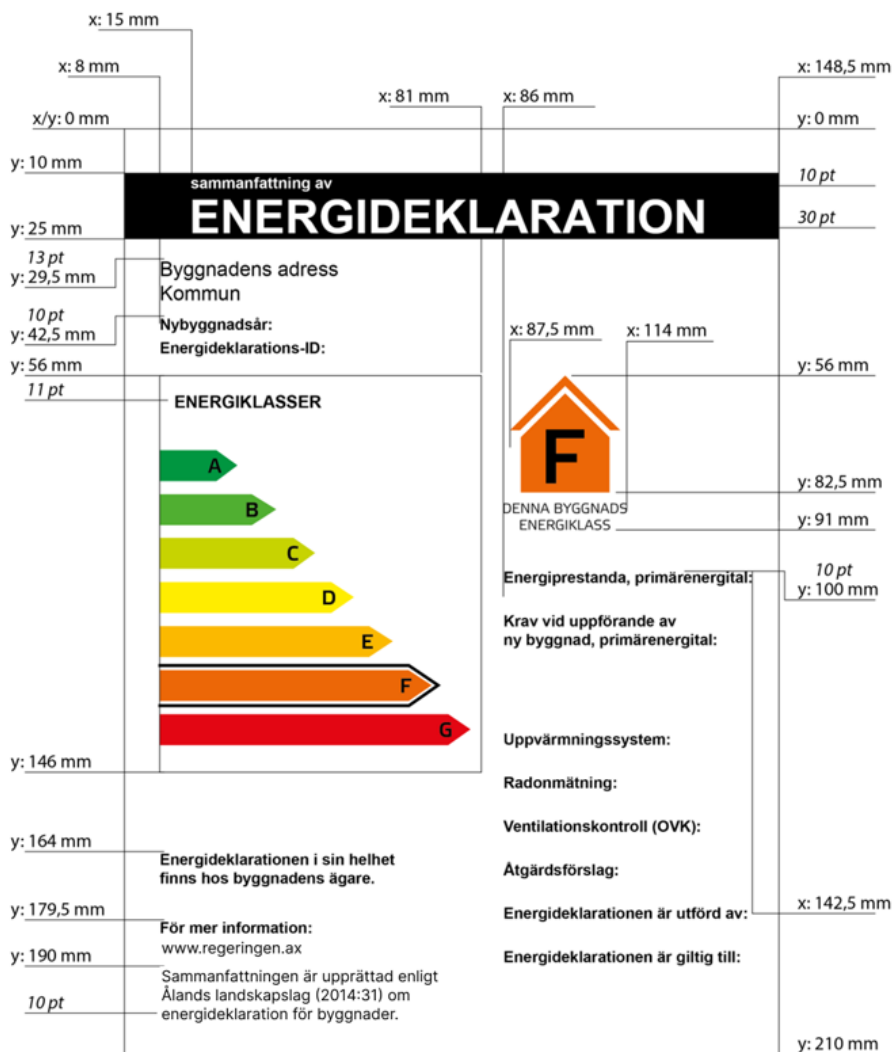 x: 15 mm
x: 8 mm
x: 148,5 mm
x: 81 mm
x: 86 mm
x/y: 0 mm
y: 0 mm
y: 10 mm
10 pt
sammanfattning av
ENERGIDEKLARATION
30 pt
y: 25 mm
13 pt
y: 29,5 mm
Byggnadens adress
Kommun
10 pt
y: 42,5 mm
Nybyggnadsår:
Energideklarations-ID:
x: 87,5 mm
x: 114 mm
y: 56 mm
y: 56 mm
11 pt
ENERGIKLASSER
A
B
C
D
E
F
G
F
DENNA BYGGNADS
ENERGIKLASS
y: 82,5 mm
y: 91 mm
Energiprestanda, primärenergital:
10 pt
y: 100 mm
Krav vid uppförande av
ny byggnad, primärenergital:
Uppvärmningssystem:
y: 146 mm
Radonmätning:
Ventilationskontroll (OVK):
Åtgärdsförslag:
Energideklarationen är utförd av:
x: 142,5 mm
Energideklarationen är giltig till:
y: 164 mm
Energideklarationen i sin helhet
finns hos byggnadens ägare.
y: 179,5 mm
För mer information:
www.regeringen.ax
y: 190 mm
Sammanfattningen är upprättad enligt
Ålands landskapslag (2014:31) om
energideklaration för byggnader.
10 pt
y: 210 mm